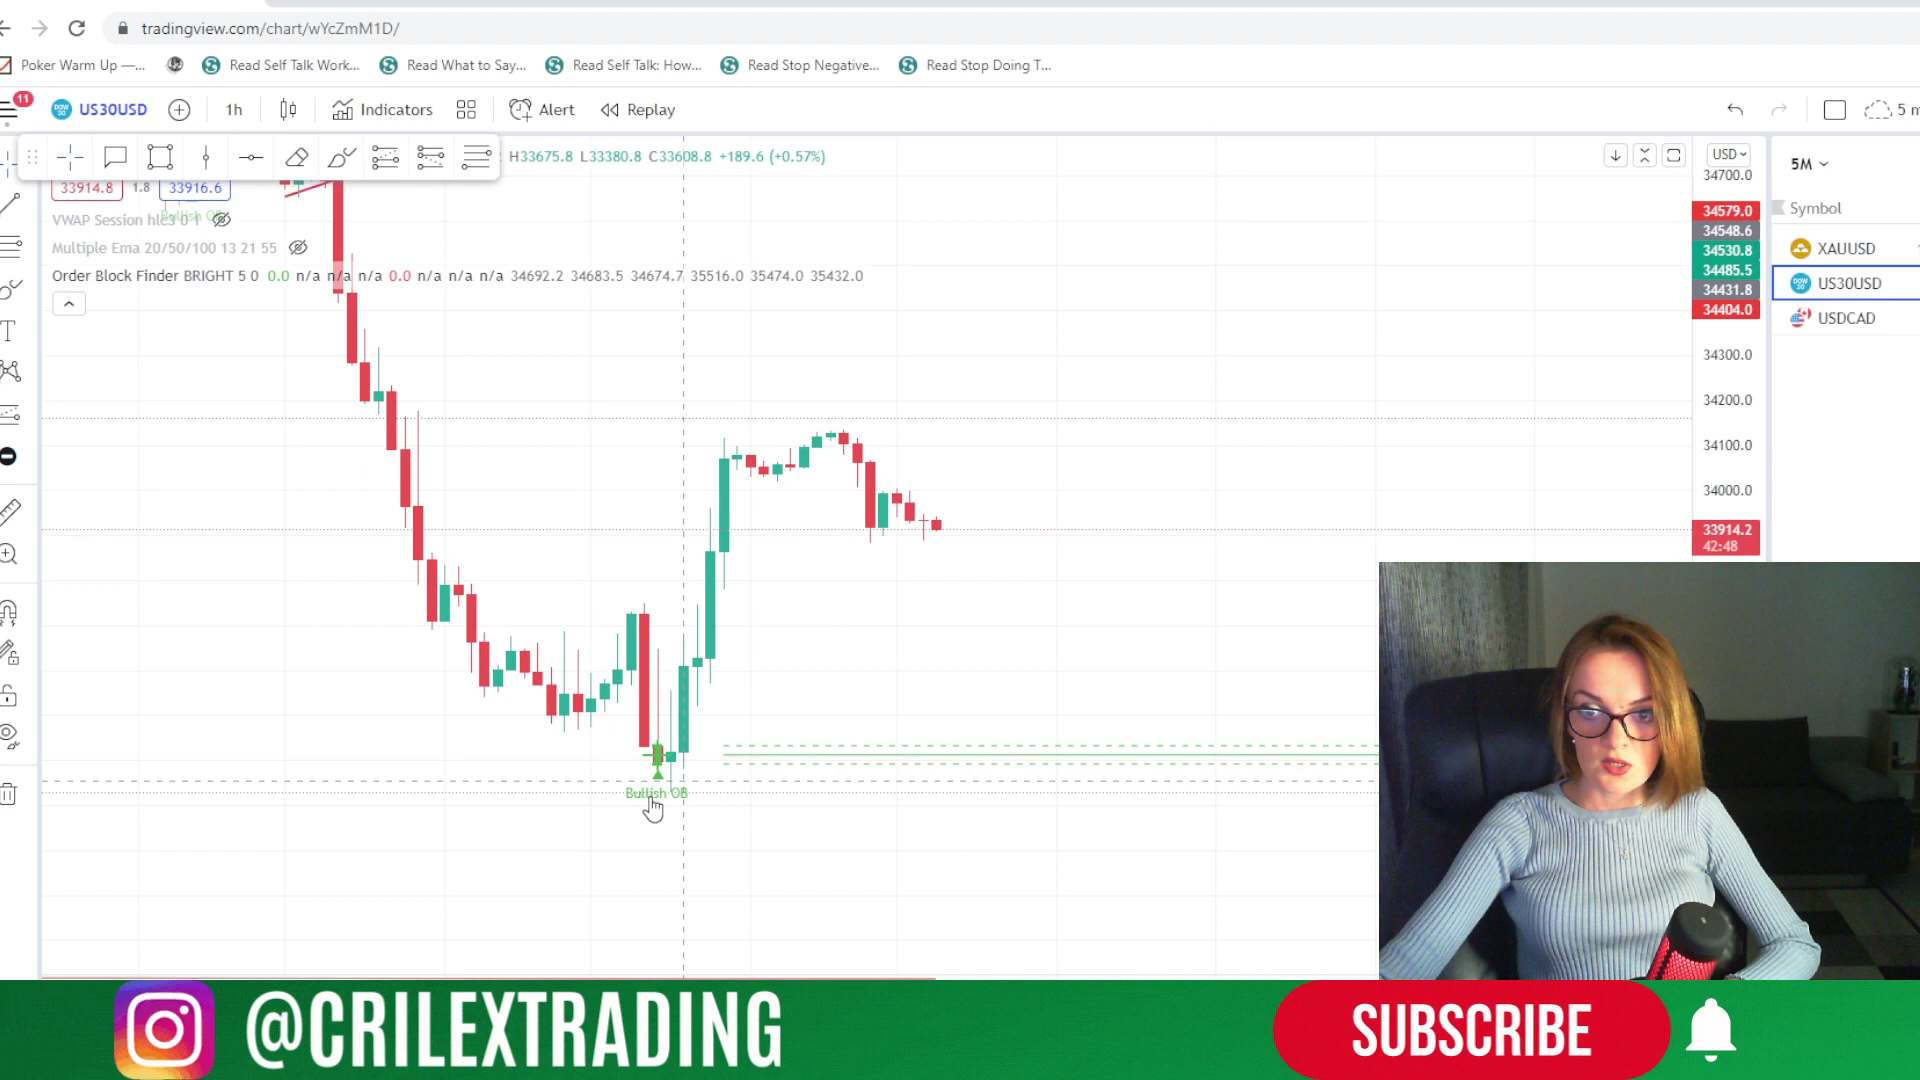 tradingview.com/chart/wYcZmM1D/
Poker Warm Up —... Read Self Talk Work... Read What to Say... Read Self Talk: How... Read Stop Negative... Read Stop Doing T...
11 US30USD 1h Indicators Alert Replay 5 m
H33675.8 L33380.8 C33608.8 +189.6 (+0.57%) USD 5M
34700.0
33914.8 1.8 33916.6
34579.0 Symbol
VWAP Session hlc3 0 1 Bullish OB
34548.6
Multiple Ema 20/50/100 13 21 55
34530.8 XAUUSD
Order Block Finder BRIGHT 5 0 0.0 n/a n/a n/a 0.0 n/a n/a n/a 34692.2 34683.5 34674.7 35516.0 35474.0 35432.0
34485.5 US30USD
34431.8
34404.0 USDCAD
34300.0
34200.0
34100.0
34000.0
33914.2
42:48
Bullish OB
@CRILEXTRADING SUBSCRIBE